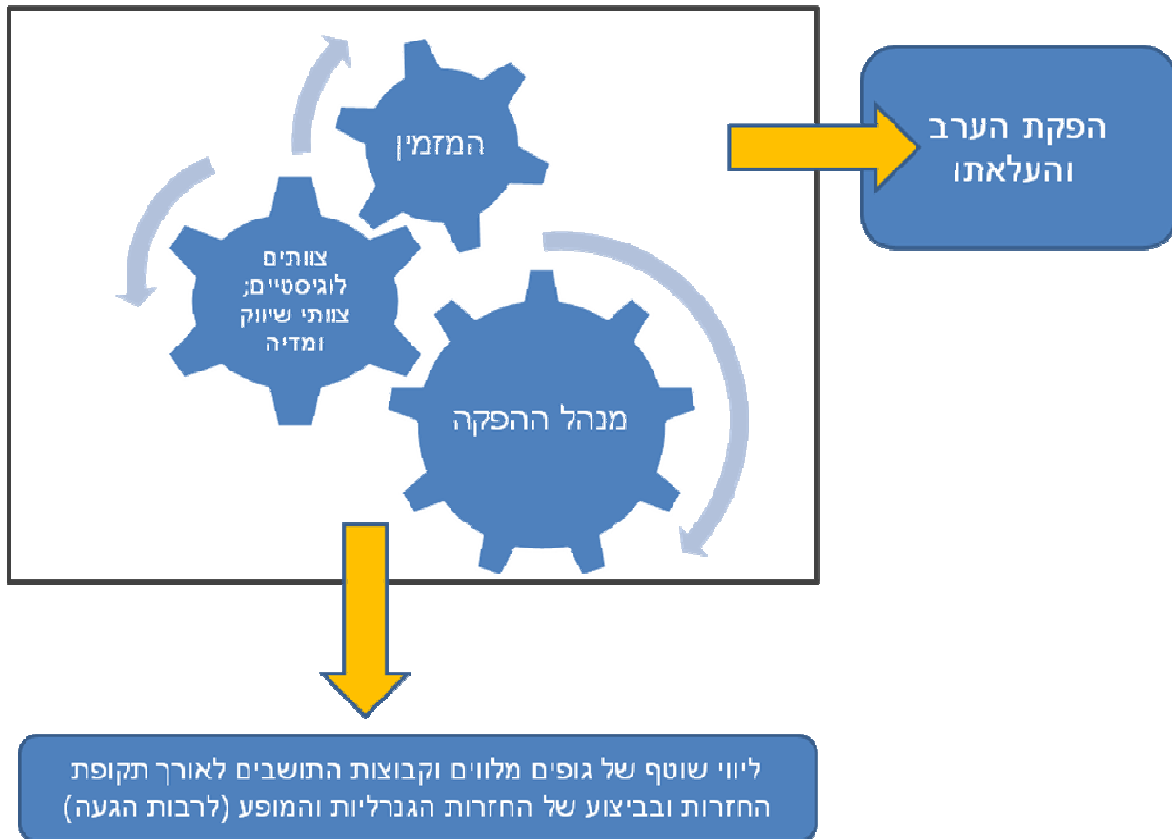 המזמין
הפקת הערב
והעלאתו
צוותים
לוגיסטיים;
צוותי שיווק
ומדיה
מנהל ההפקה
ליווי שוטף של גופים מלווים וקבוצות התושבים לאורך תקופת
החזרות ובביצוע של החזרות הגנרליות והמופע (לרבות הגעה)